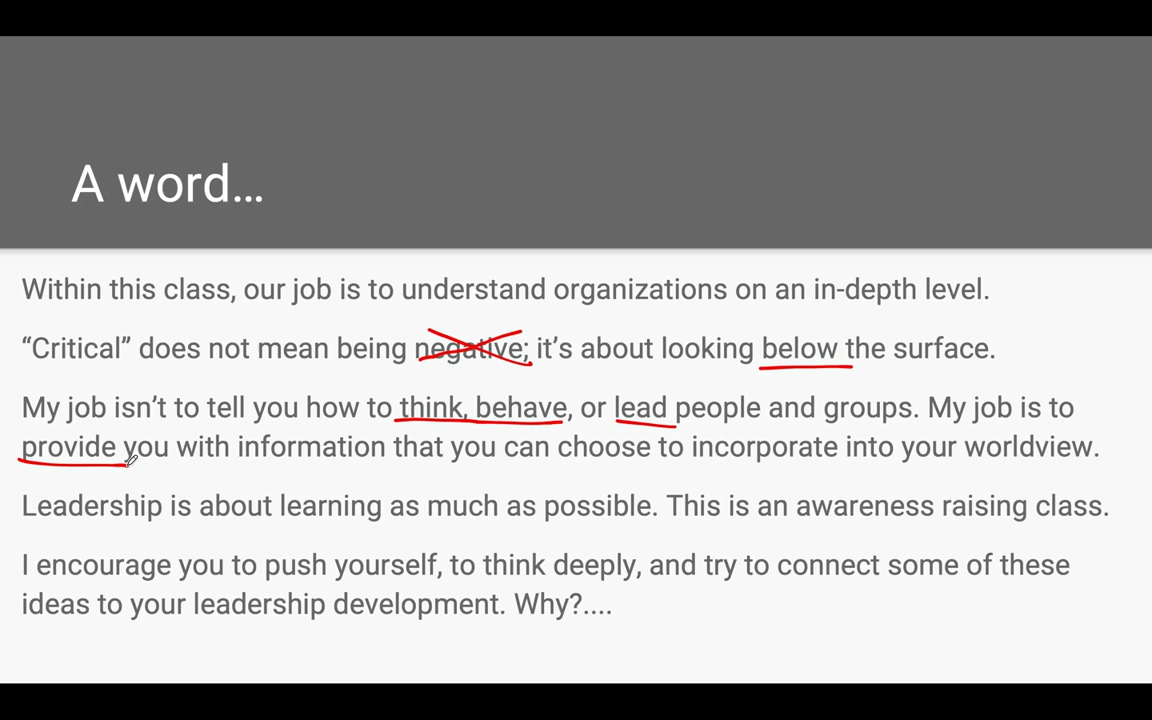 A word…
Within this class, our job is to understand organizations on an in-depth level.
“Critical” does not mean being negative; it’s about looking below the surface.
My job isn’t to tell you how to think, behave, or lead people and groups. My job is to
provide you with information that you can choose to incorporate into your worldview.
Leadership is about learning as much as possible. This is an awareness raising class.
I encourage you to push yourself, to think deeply, and try to connect some of these
ideas to your leadership development. Why?....